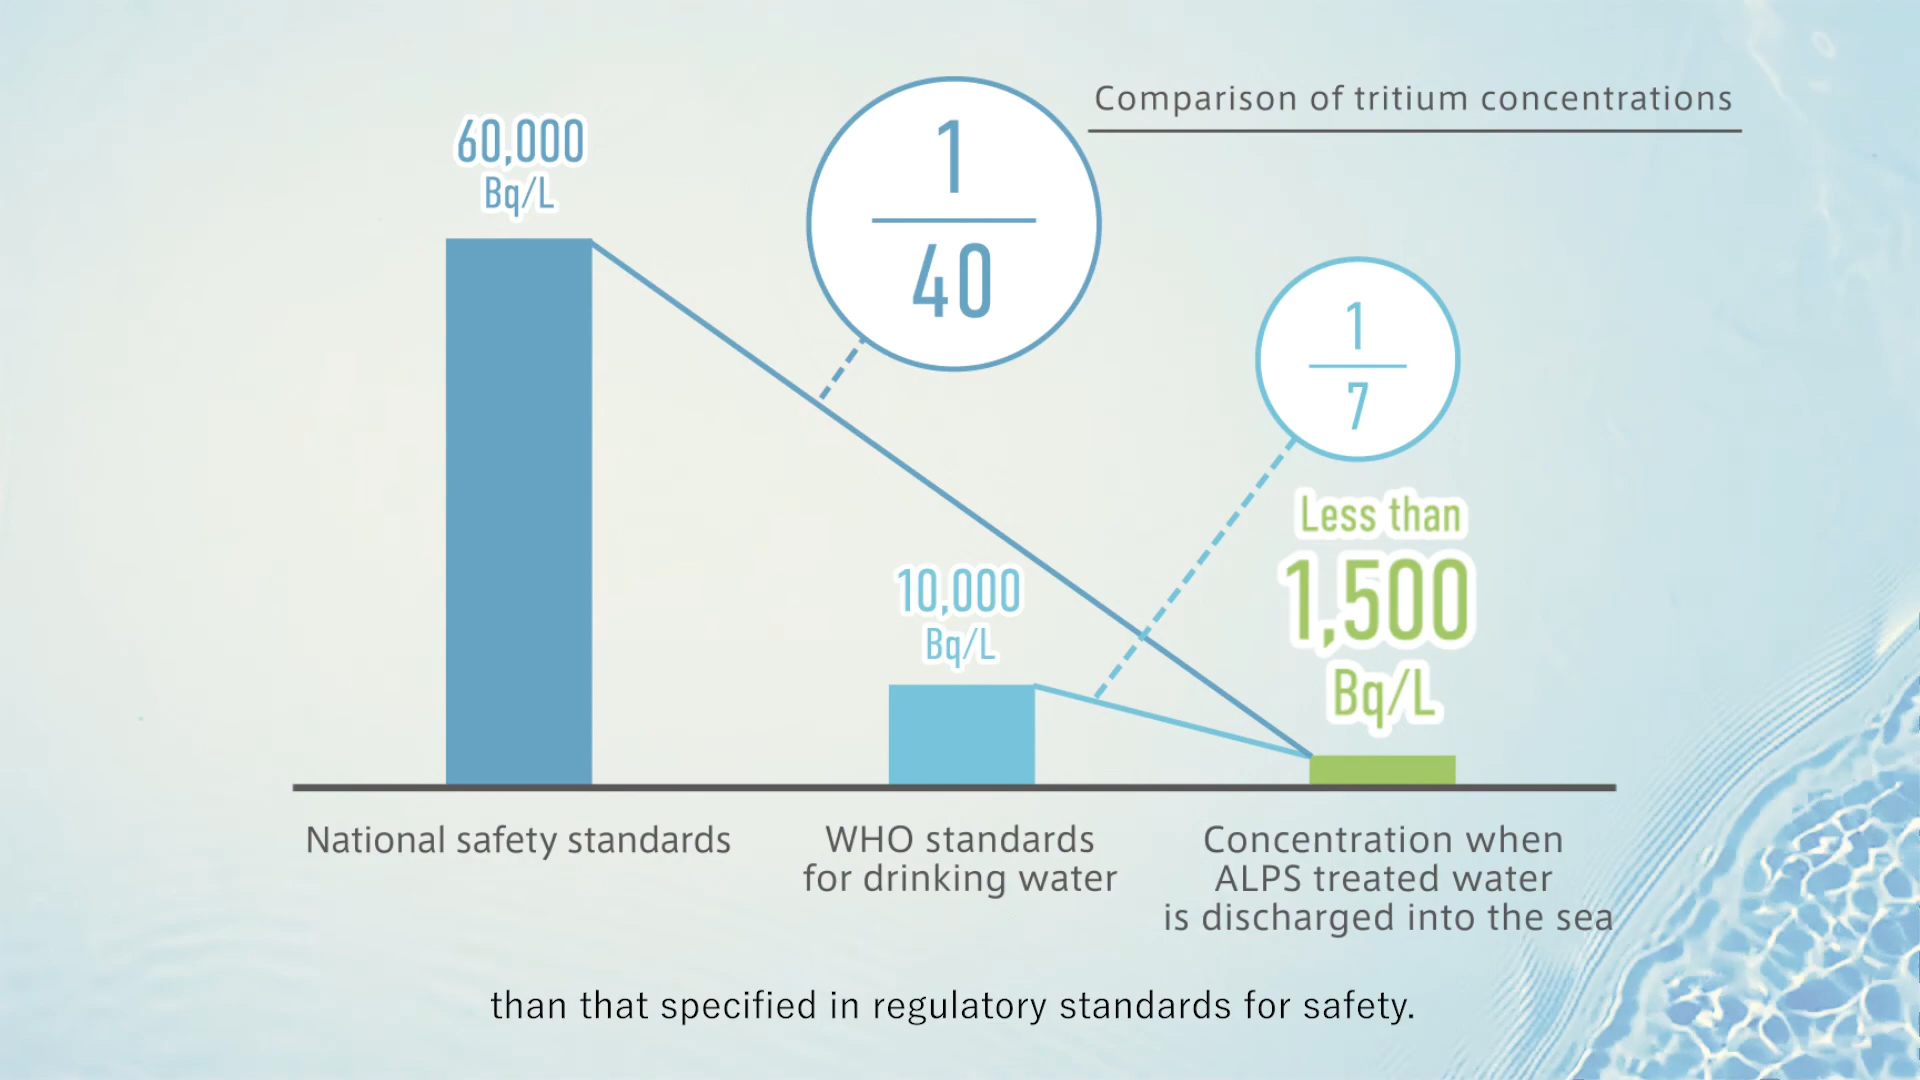 Comparison of tritium concentrations
60,000
Bq/L
1
40
1
7
10,000
Bq/L
Less than
1,500
Bq/L
National safety standards
WHO standards
for drinking water
Concentration when
ALPS treated water
is discharged into the sea
than that specified in regulatory standards for safety.